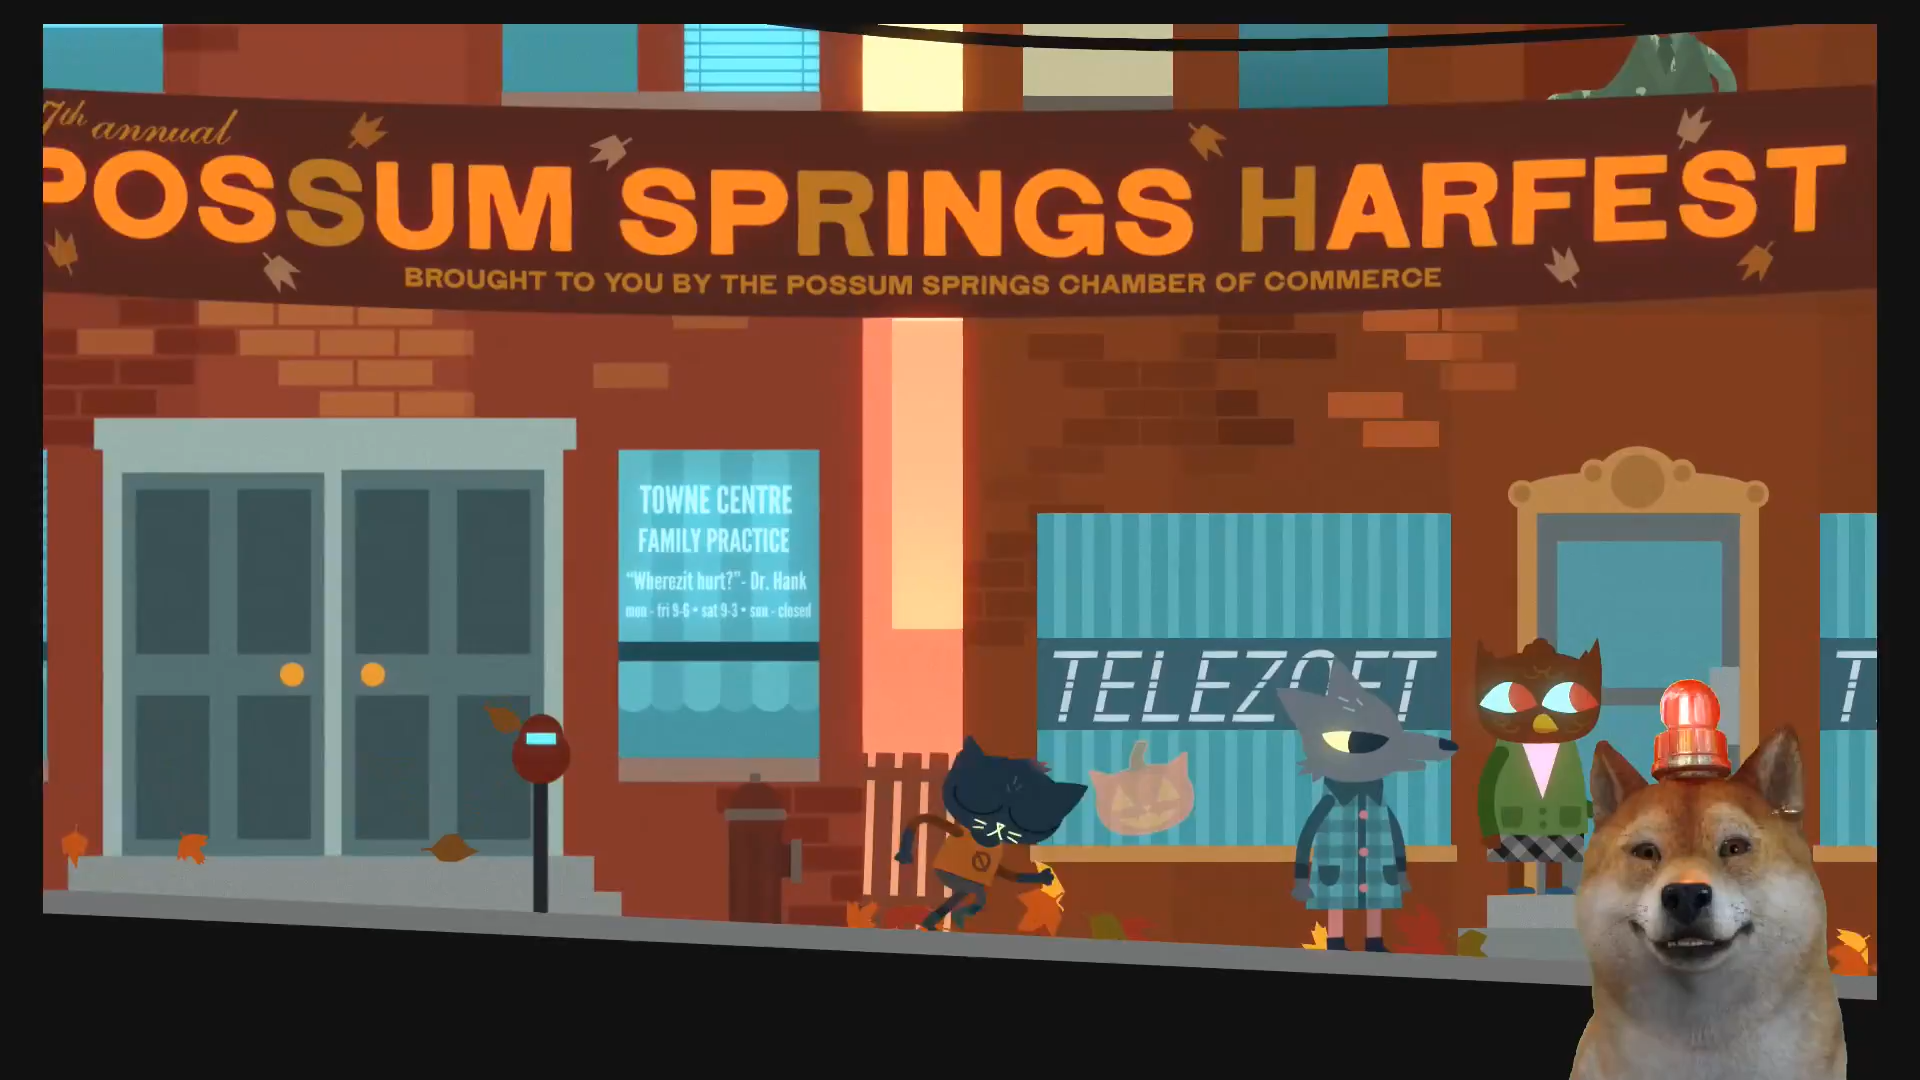 7th annual
POSSUM SPRINGS HARFEST
BROUGHT TO YOU BY THE POSSUM SPRINGS CHAMBER OF COMMERCE
TOWNE CENTRE
FAMILY PRACTICE
"Wherezit hurt?"- Dr. Hank
mon - fri 9-6 • sat 9-3 • sun - closed
TELEZOFT
T